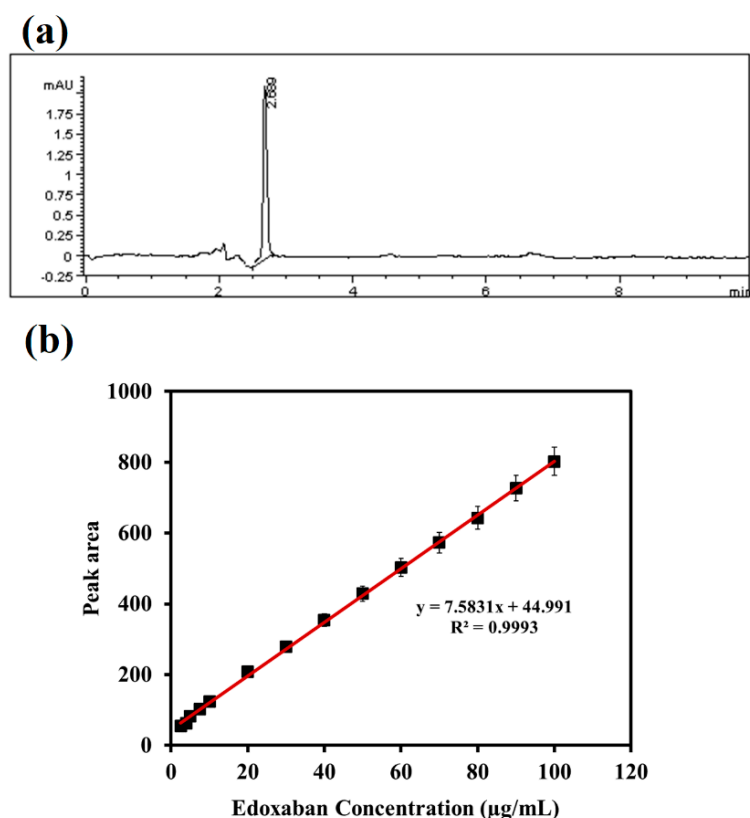 (a)
mAU
1.75
1.5
1.25
1
0.75
0.5
0.25
0
-0.25
2.689
0 2 4 6 8 min
(b)
1000
800
600
400
200
0
Peak area
y = 7.5831x + 44.991
R² = 0.9993
0 20 40 60 80 100 120
Edoxaban Concentration (µg/mL)